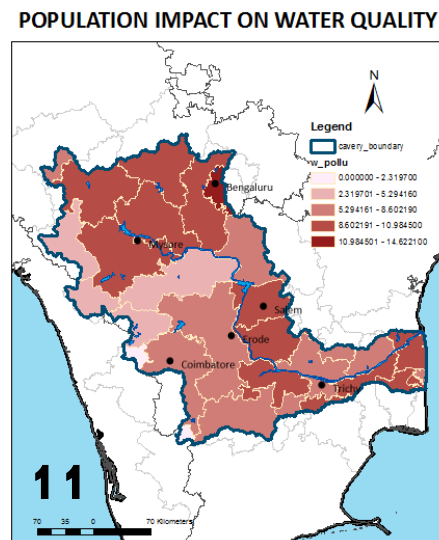 POPULATION IMPACT ON WATER QUALITY
N
Legend
cavery_boundary
w_pollu
0.000000 - 2.319700
2.319701 - 5.294160
5.294161 - 8.602190
8.602191 - 10.984500
10.984501 - 14.622100
Bengaluru
Mysore
Salem
Erode
Coimbatore
Trichy
11
70 35 0 70 Kilometers